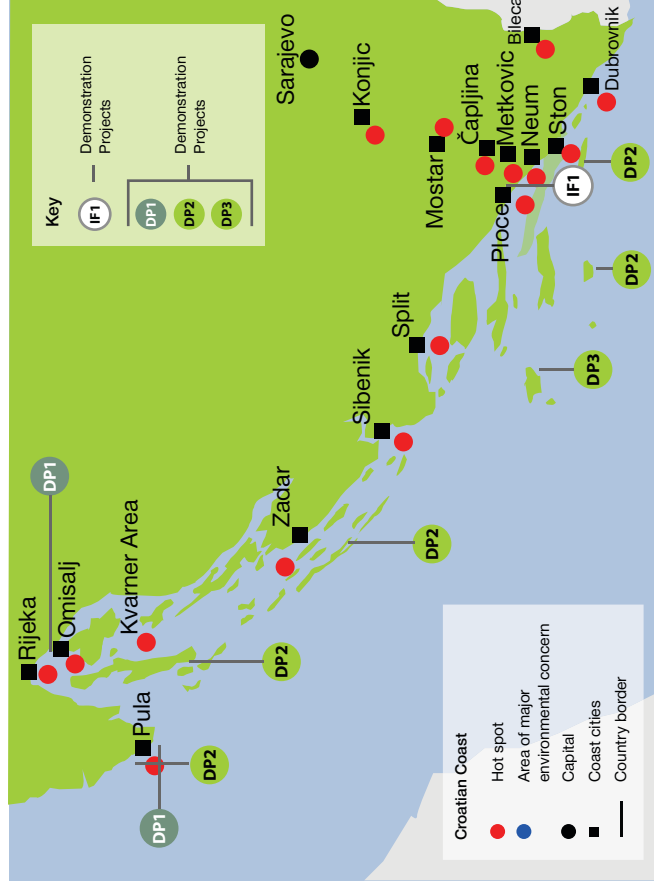 Key
IF1
Demonstration
Projects
DP1
DP2
DP3
Demonstration
Projects
Rijeka
Omisalj
DP1
Kvarner Area
Pula
DP1
DP2
DP2
Zadar
DP2
Sibenik
Split
DP3
DP2
Sarajevo
Konjic
Mostar
Čapljina
Metkovic
Neum
Ston
Ploce
IF1
DP2
Bileca
Dubrovnik
Croatian Coast
Hot spot
Area of major
environmental concern
Capital
Coast cities
Country border